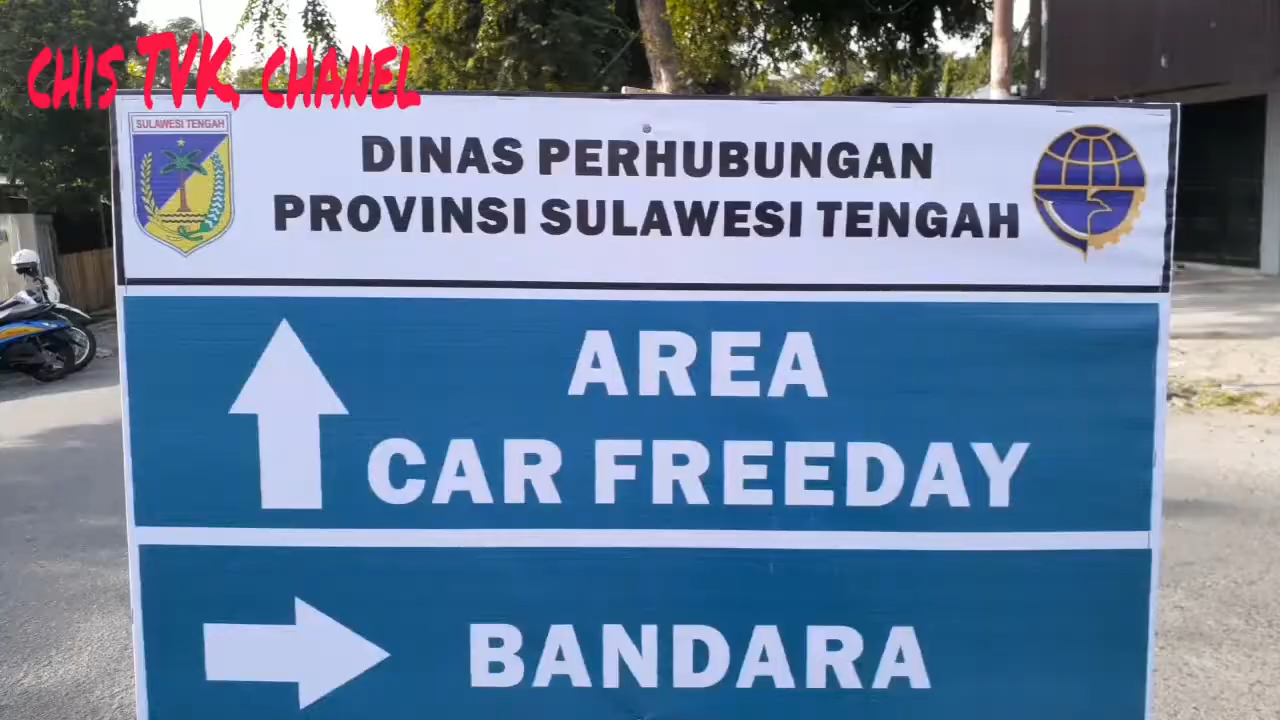 CHIS TVK. CHANEL
SULAWESI TENGAH
DINAS PERHUBUNGAN
PROVINSI SULAWESI TENGAH
AREA
CAR FREEDAY
BANDARA